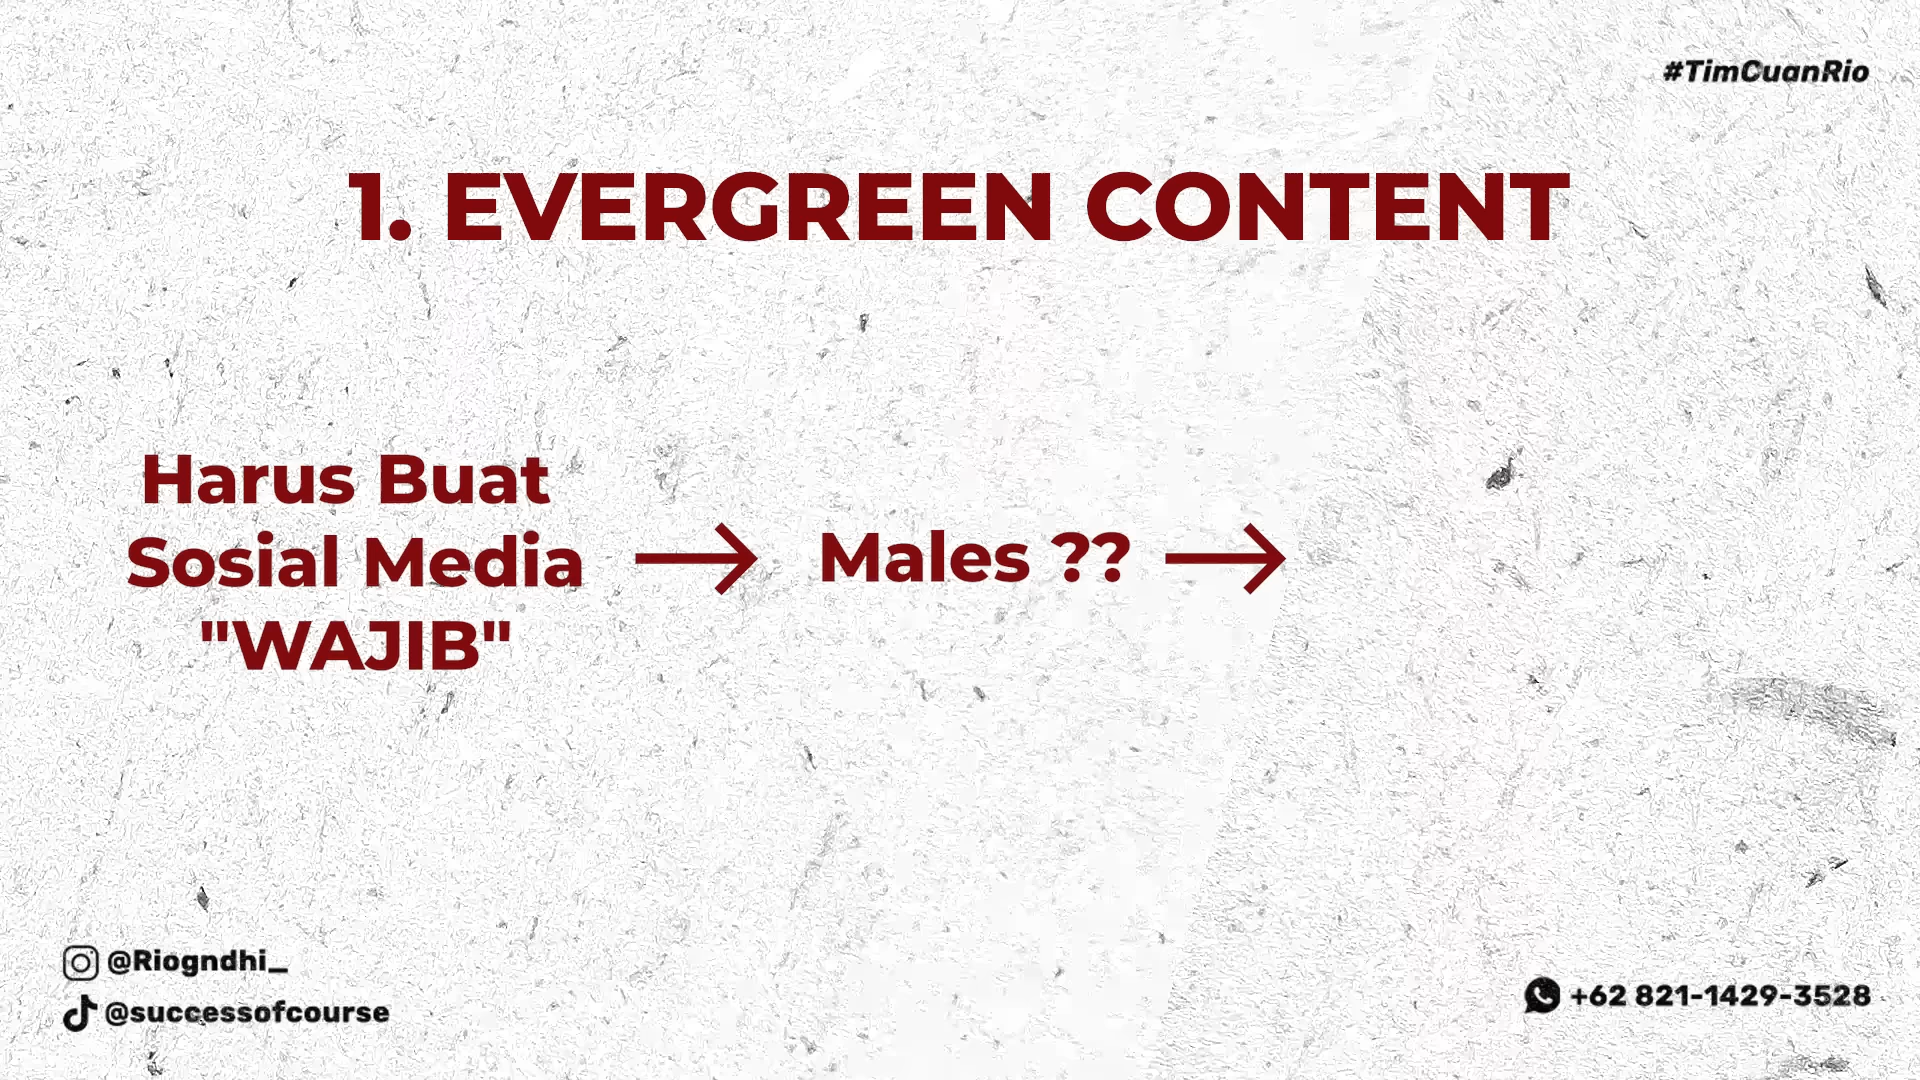 #TimCuanRio
1. EVERGREEN CONTENT
Harus Buat
Sosial Media
"WAJIB"
Males ??
@Riogndhi_
@successofcourse
+62 821-1429-3528